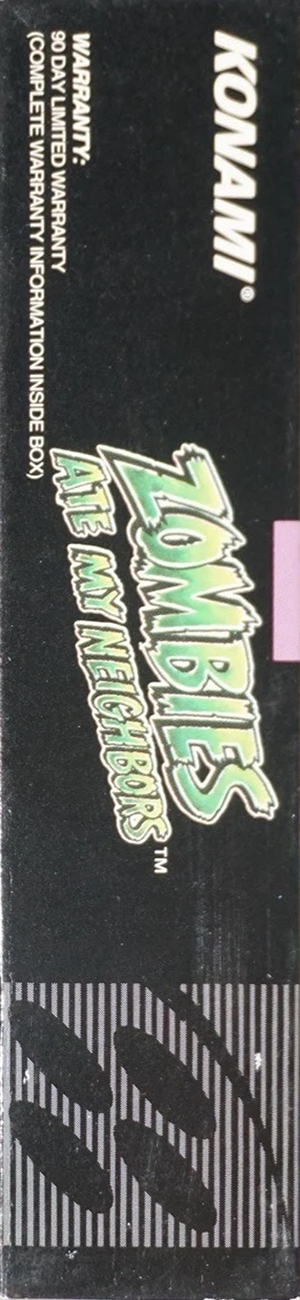 KONAMI®
WARRANTY:
90 DAY LIMITED WARRANTY
(COMPLETE WARRANTY INFORMATION INSIDE BOX)
ZOMBIES
ATE MY NEIGHBORS™